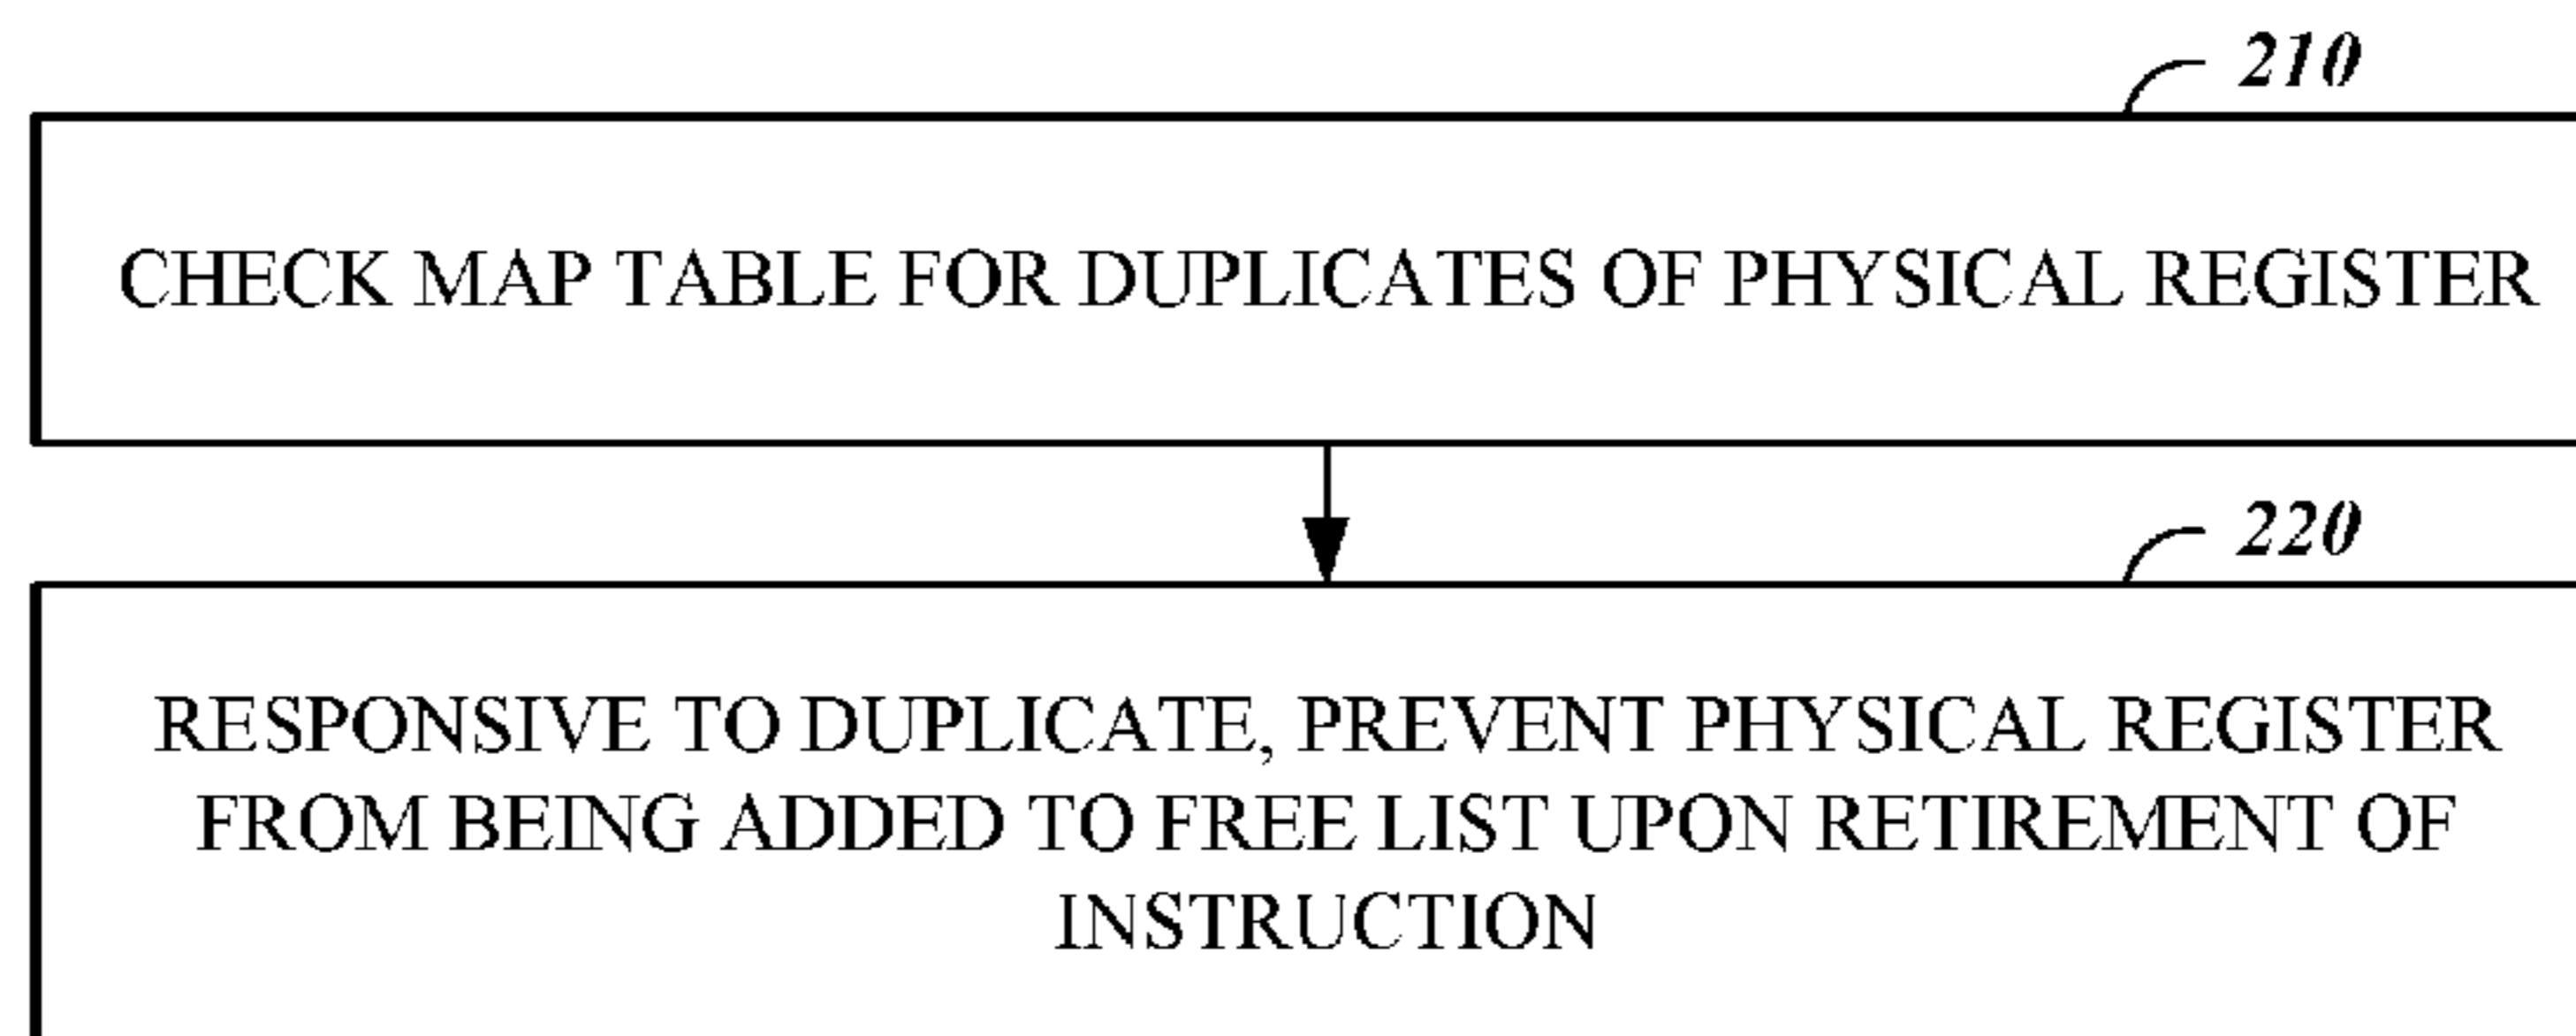 210
CHECK MAP TABLE FOR DUPLICATES OF PHYSICAL REGISTER
220
RESPONSIVE TO DUPLICATE, PREVENT PHYSICAL REGISTER
FROM BEING ADDED TO FREE LIST UPON RETIREMENT OF
INSTRUCTION